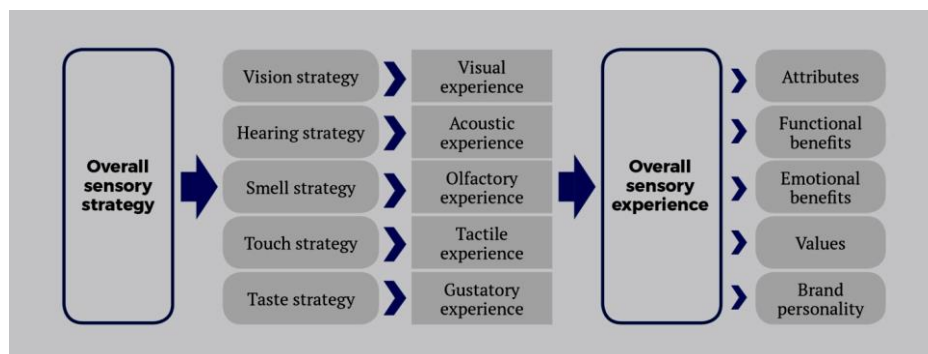 Overall
sensory
strategy
Vision strategy
Hearing strategy
Smell strategy
Touch strategy
Taste strategy
Visual
experience
Acoustic
experience
Olfactory
experience
Tactile
experience
Gustatory
experience
Overall
sensory
experience
Attributes
Functional
benefits
Emotional
benefits
Values
Brand
personality